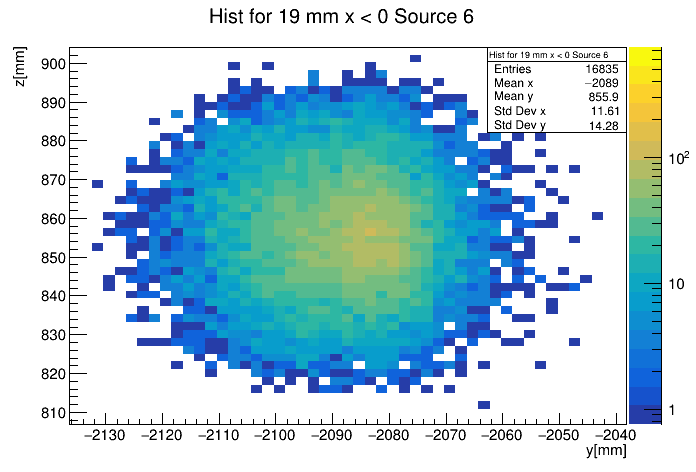 Hist for 19 mm x < 0 Source 6
z[mm]
900
890
880
870
860
850
840
830
820
810
Hist for 19 mm x < 0 Source 6
Entries 16835
Mean x −2089
Mean y 855.9
Std Dev x 11.61
Std Dev y 14.28
10²
10
1
−2130 −2120 −2110 −2100 −2090 −2080 −2070 −2060 −2050 −2040
y[mm]